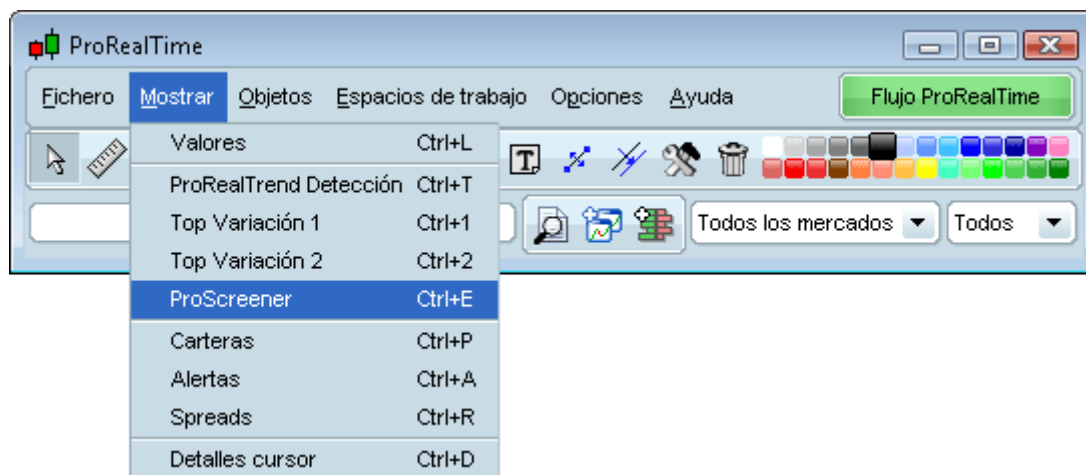 ProRealTime
Fichero Mostrar Objetos Espacios de trabajo Opciones Ayuda Flujo ProRealTime
Valores Ctrl+L
T
ProRealTrend Detección Ctrl+T
Top Variación 1 Ctrl+1
Todos los mercados Todos
Top Variación 2 Ctrl+2
ProScreener Ctrl+E
Carteras Ctrl+P
Alertas Ctrl+A
Spreads Ctrl+R
Detalles cursor Ctrl+D